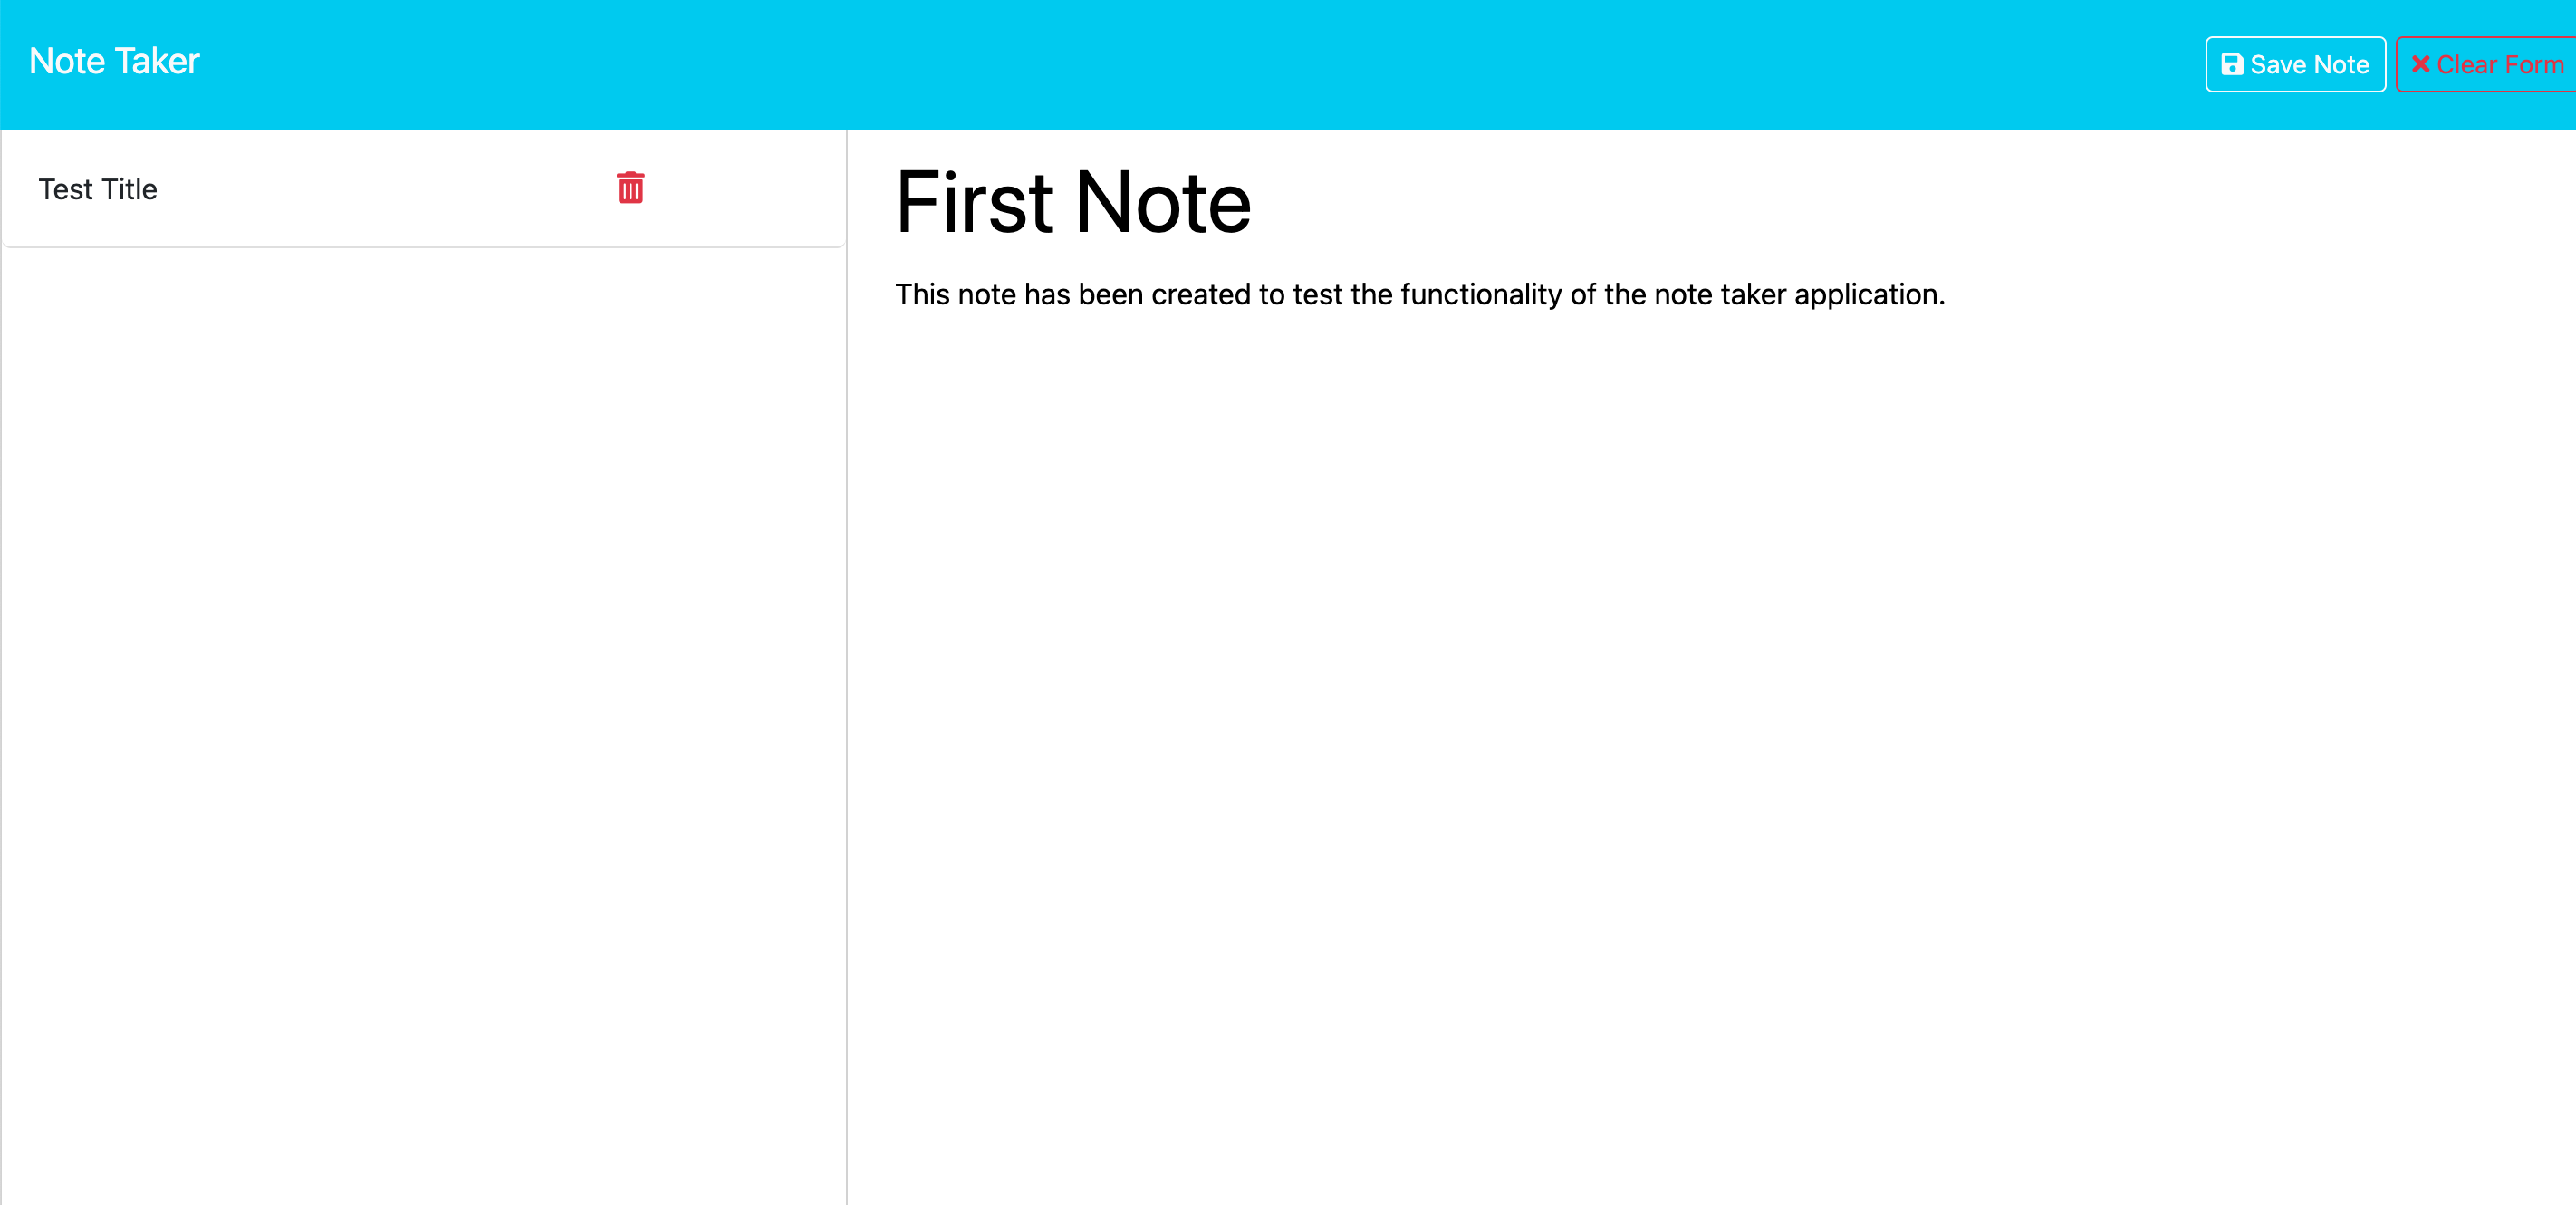 Note Taker
Save Note
Clear Form
Test Title
First Note
This note has been created to test the functionality of the note taker application.